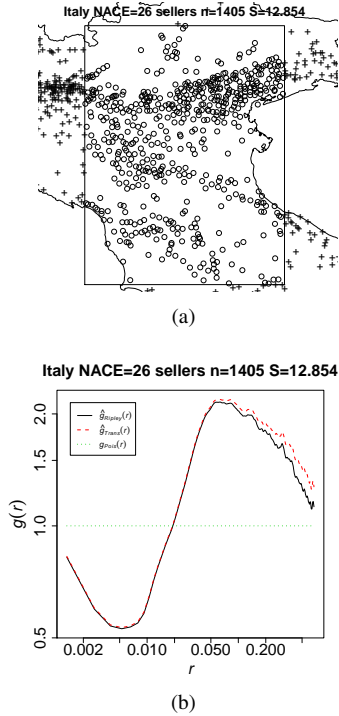 Italy NACE=26 sellers n=1405 S=12.854
(a)
Italy NACE=26 sellers n=1405 S=12.854
ĝRipley(r)
ĝTrans(r)
gPois(r)
g(r)
2.0
1.5
1.0
0.5
0.002
0.010
0.050
0.200
r
(b)